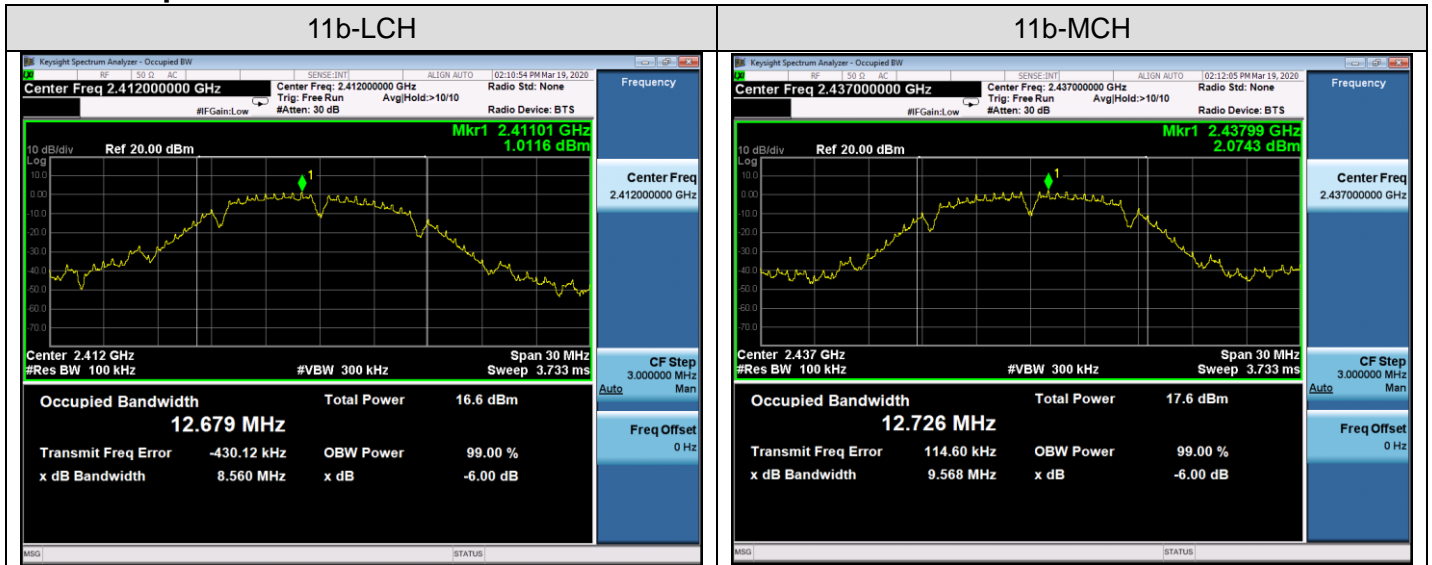 11b-LCH
Keysight Spectrum Analyzer - Occupied BW
RF 50 Ω AC SENSE:INT ALIGN AUTO 02:10:54 PM Mar 19, 2020
Center Freq 2.412000000 GHz
Center Freq: 2.412000000 GHz
Radio Std: None
Trig: Free Run Avg|Hold:>10/10
#IFGain:Low #Atten: 30 dB Radio Device: BTS
Mkr1 2.41101 GHz
1.0116 dBm
10 dB/div Ref 20.00 dBm
Log
10.0
0.00
-10.0
-20.0
-30.0
-40.0
-50.0
-60.0
-70.0
1
Center 2.412 GHz Span 30 MHz
#Res BW 100 kHz #VBW 300 kHz Sweep 3.733 ms
Occupied Bandwidth Total Power 16.6 dBm
12.679 MHz
Transmit Freq Error -430.12 kHz OBW Power 99.00 %
x dB Bandwidth 8.560 MHz x dB -6.00 dB
MSG STATUS
Frequency
Center Freq
2.412000000 GHz
CF Step
3.000000 MHz
Auto Man
Freq Offset
0 Hz
11b-MCH
Keysight Spectrum Analyzer - Occupied BW
RF 50 Ω AC SENSE:INT ALIGN AUTO 02:12:05 PM Mar 19, 2020
Center Freq 2.437000000 GHz
Center Freq: 2.437000000 GHz
Radio Std: None
Trig: Free Run Avg|Hold:>10/10
#IFGain:Low #Atten: 30 dB Radio Device: BTS
Mkr1 2.43799 GHz
2.0743 dBm
10 dB/div Ref 20.00 dBm
Log
10.0
0.00
-10.0
-20.0
-30.0
-40.0
-50.0
-60.0
-70.0
1
Center 2.437 GHz Span 30 MHz
#Res BW 100 kHz #VBW 300 kHz Sweep 3.733 ms
Occupied Bandwidth Total Power 17.6 dBm
12.726 MHz
Transmit Freq Error 114.60 kHz OBW Power 99.00 %
x dB Bandwidth 9.568 MHz x dB -6.00 dB
MSG STATUS
Frequency
Center Freq
2.437000000 GHz
CF Step
3.000000 MHz
Auto Man
Freq Offset
0 Hz